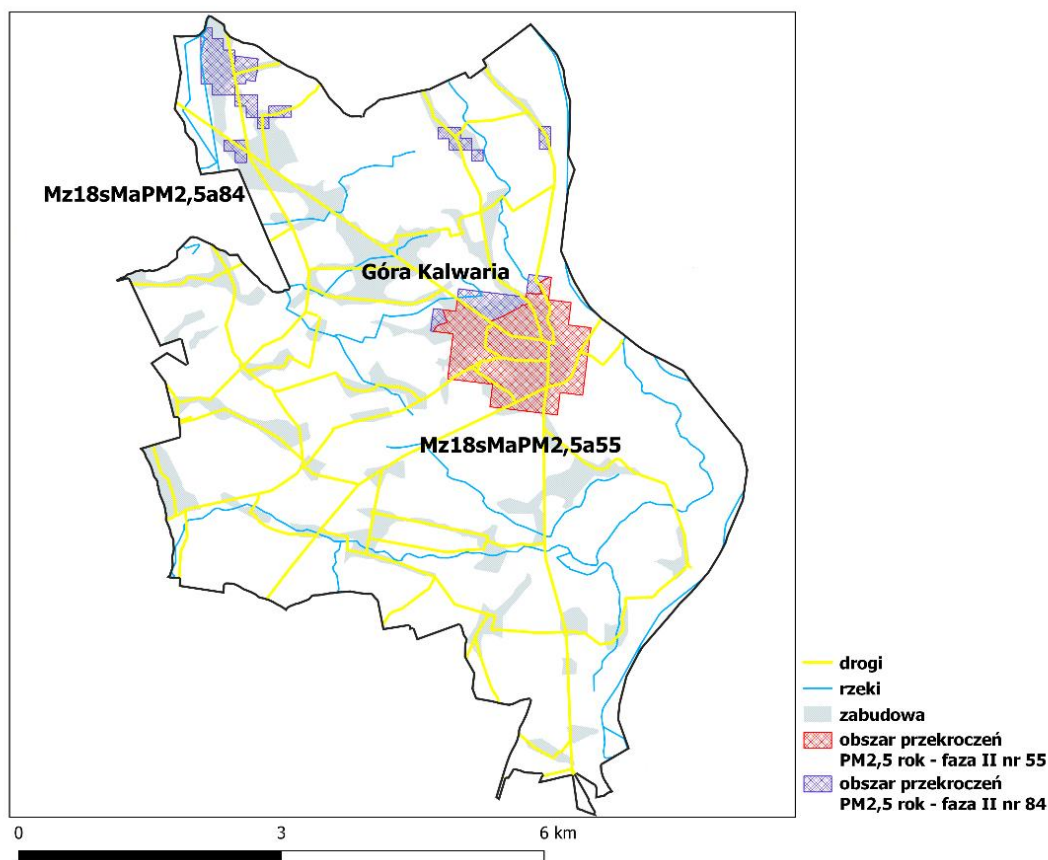 Mz18sMaPM2,5a84
Góra Kalwaria
Mz18sMaPM2,5a55
drogi
rzeki
zabudowa
obszar przekroczeń
PM2,5 rok - faza II nr 55
obszar przekroczeń
PM2,5 rok - faza II nr 84
0 3 6 km